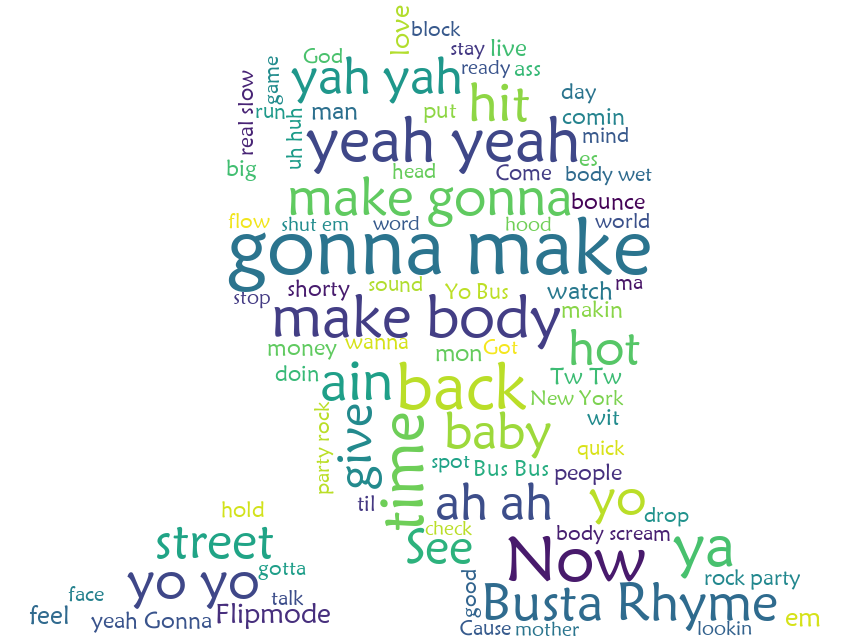 love
block
God
stay
live
yah yah
ready
ass
game
hit
day
real slow
run
man
put
comin
uh huh
yeah yeah
mind
es
big
head
Come
body wet
make gonna
bounce
flow
shut em
word
hood
world
gonna make
stop
shorty
sound
Yo Bus
watch
ma
make body
makin
money
wanna
mon
Got
hot
doin
ain
back
Tw Tw
New York
party rock
give
time
baby
wit
quick
spot
Bus Bus
people
til
ah ah
yo
hold
drop
street
check
See
body scream
Now
ya
yo yo
gotta
rock party
face
talk
good
Busta Rhyme
feel
yeah Gonna
Flipmode
Cause
mother
lookin
em